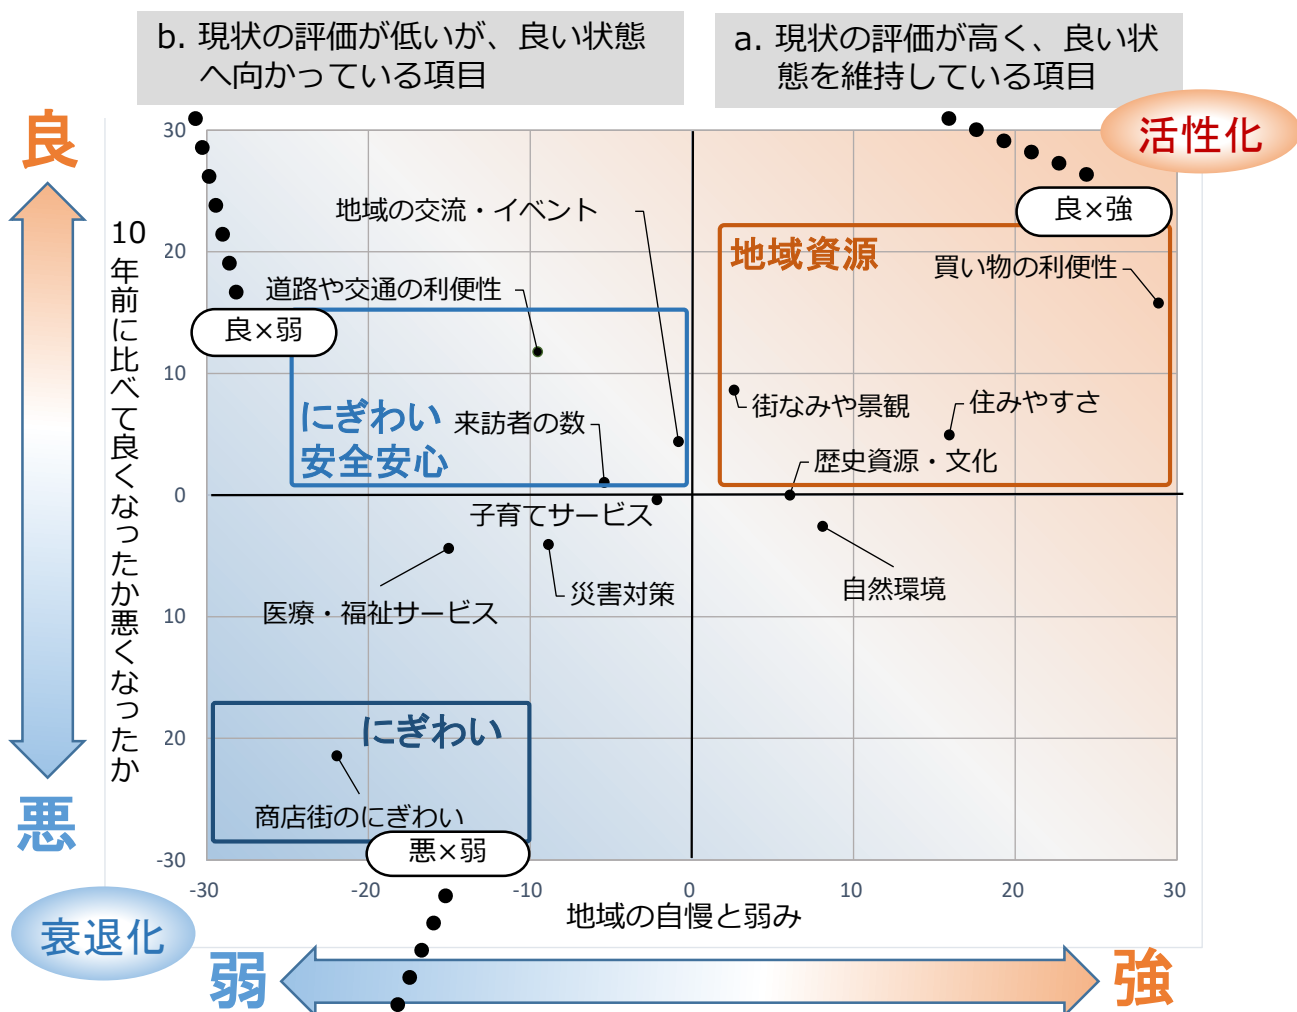 b. 現状の評価が低いが、良い状態
へ向かっている項目
a. 現状の評価が高く、良い状
態を維持している項目
活性化
良
30
良×強
地域の交流・イベント
10年前に比べて良くなったか悪くなったか
20
地域資源
買い物の利便性
道路や交通の利便性
良×弱
10
にぎわい
安全安心
来訪者の数
街なみや景観
住みやすさ
歴史資源・文化
0
子育てサービス
災害対策
自然環境
医療・福祉サービス
10
にぎわい
20
商店街のにぎわい
悪
悪×弱
-30
-30
-20
-10
0
10
20
30
地域の自慢と弱み
衰退化
弱
強